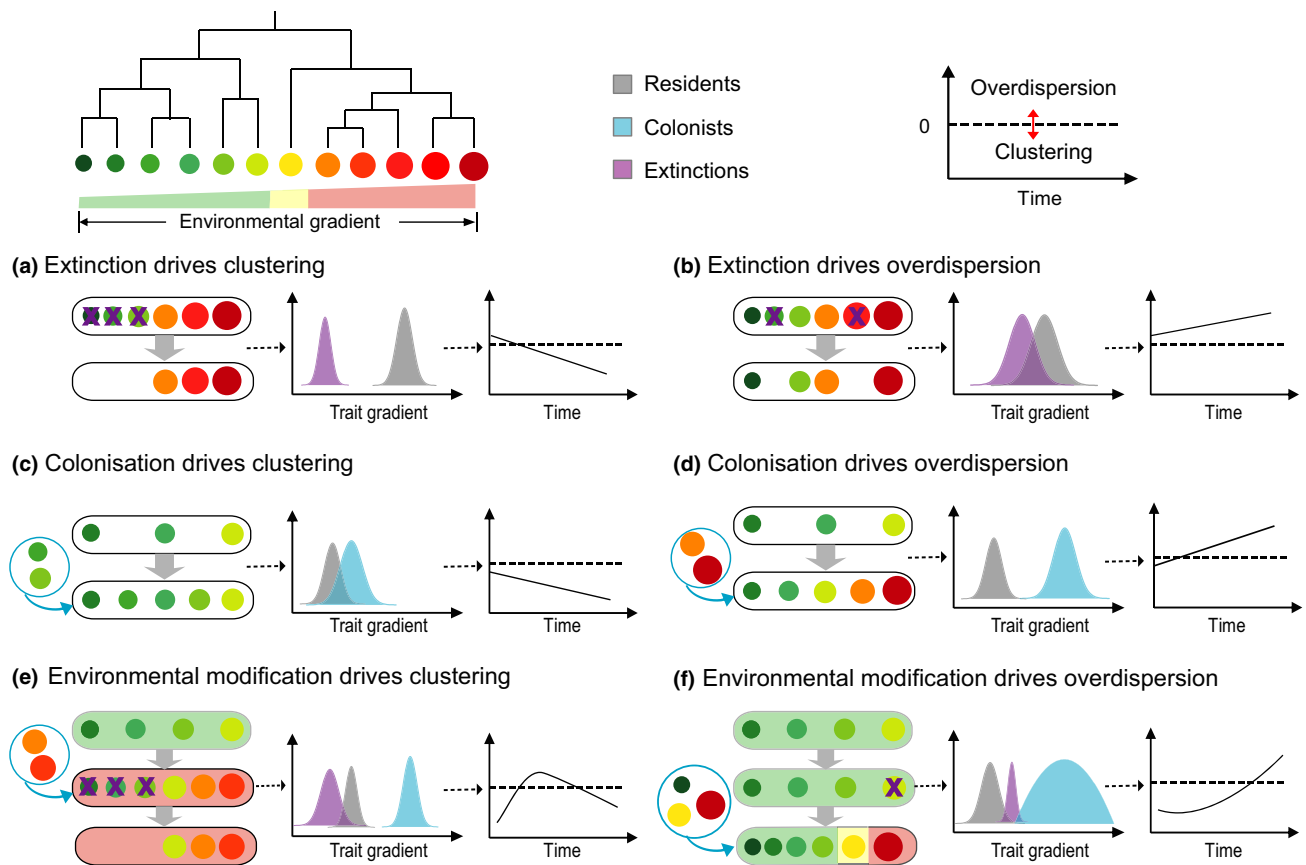 Residents
Colonists
Extinctions
Overdispersion
0
Clustering
Time
Environmental gradient
(a) Extinction drives clustering
Trait gradient
Time
(b) Extinction drives overdispersion
Trait gradient
Time
(c) Colonisation drives clustering
Trait gradient
Time
(d) Colonisation drives overdispersion
Trait gradient
Time
(e) Environmental modification drives clustering
Trait gradient
Time
(f) Environmental modification drives overdispersion
Trait gradient
Time